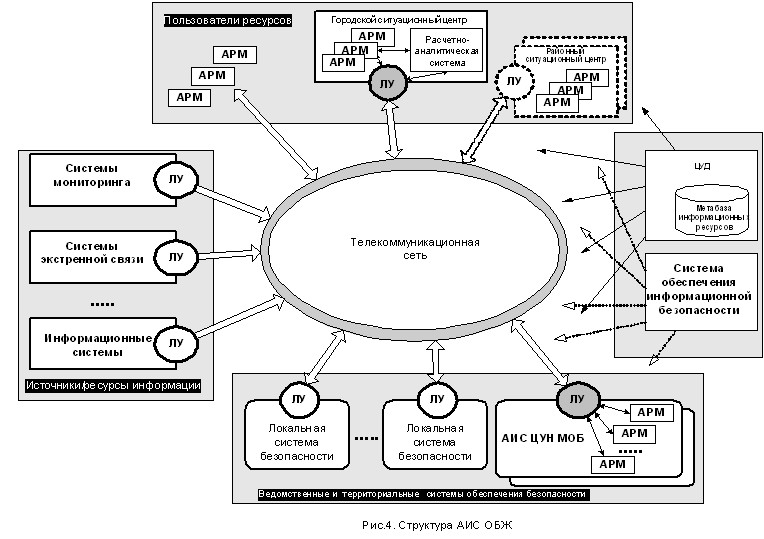 Пользователи ресурсов
АРМ
АРМ
АРМ
Городской ситуационный центр
АРМ
АРМ
АРМ
Расчетно-
аналитическая
система
ЛУ
Районный
ситуационный центр
ЛУ
АРМ
АРМ
АРМ
Системы
мониторинга
ЛУ
Системы
экстренной связи
ЛУ
.....
Информационные
системы
ЛУ
Источники/ресурсы информации
Телекоммуникационная
сеть
ЦУД
Метабаза
информационны
ресурсов
Система
обеспечения
информационной
безопасности
ЛУ
Локальная
система
безопасности
.....
ЛУ
Локальная
система
безопасности
ЛУ
АИС ЦУН МОБ
АРМ
АРМ
.....
АРМ
Ведомственные и территориальные системы обеспечения безопасности
Рис.4. Структура АИС ОБЖ